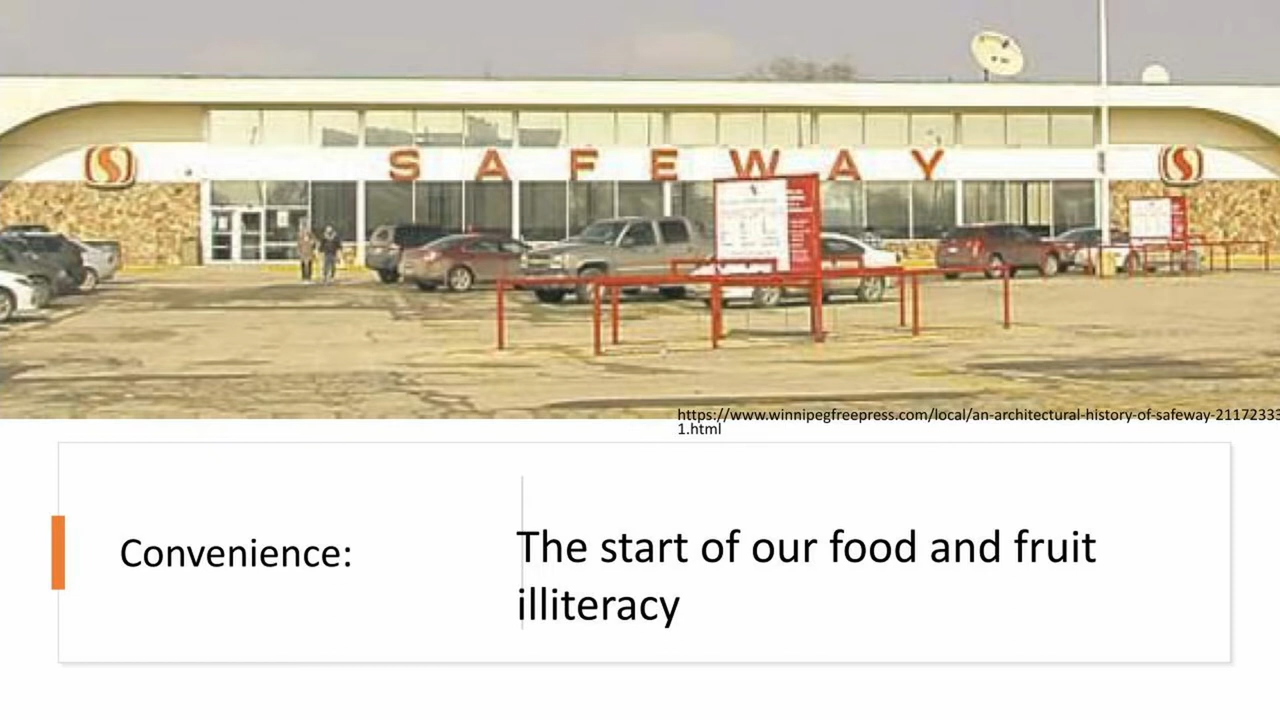 SAFEWAY
https://www.winnipegfreepress.com/local/an-architectural-history-of-safeway-21172333
1.html
Convenience:
The start of our food and fruit
illiteracy